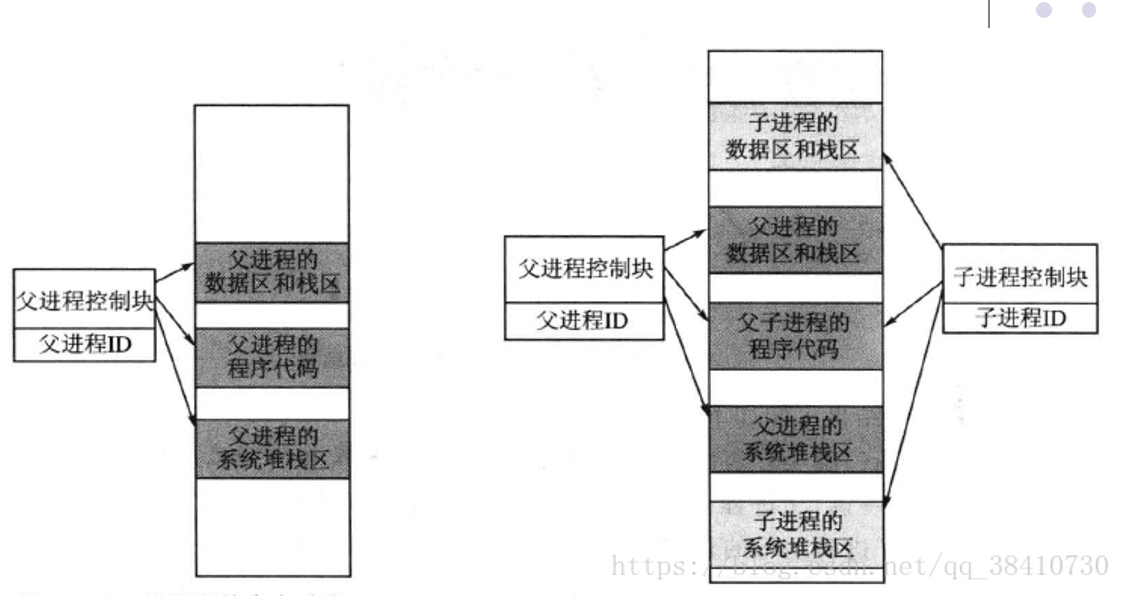 父进程控制块
父进程ID
父进程的
数据区和栈区
父进程的
程序代码
父进程的
系统堆栈区
父进程控制块
父进程ID
子进程的
数据区和栈区
父进程的
数据区和栈区
父子进程的
程序代码
父进程的
系统堆栈区
子进程的
系统堆栈区
子进程控制块
子进程ID
https://blog.csdn.net/qq_38410730